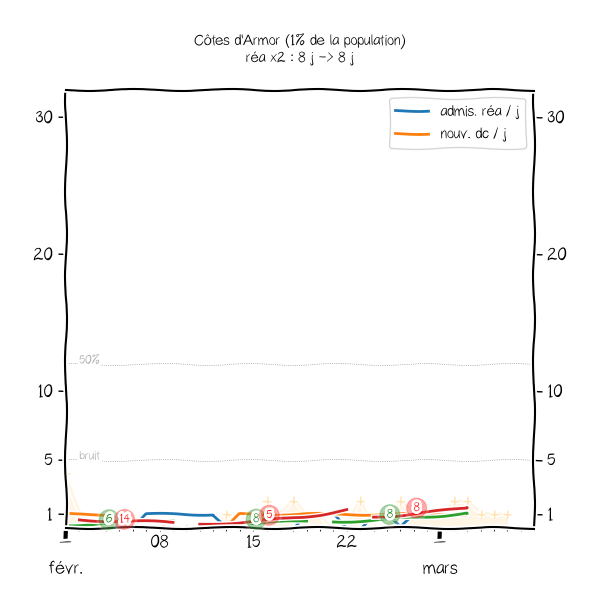 Côtes d'Armor (1% de la population)
réa x2 : 8 j -> 8 j
admis. réa / j
nouv. dc / j
30
30
20
20
50%
10
10
5
5
bruit
1
1
6
14
8
5
8
8
08
15
22
févr.
mars